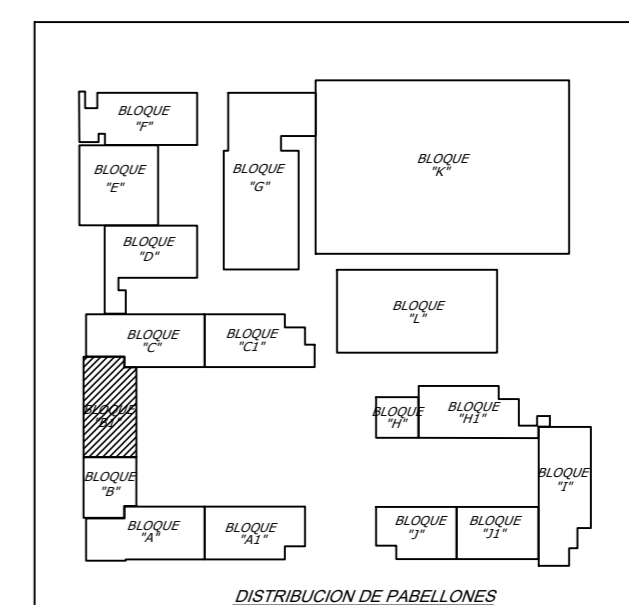 BLOQUE
"F"
BLOQUE
"E"
BLOQUE
"G"
BLOQUE
"K"
BLOQUE
"D"
BLOQUE
"L"
BLOQUE
"C"
BLOQUE
"C1"
BLOQUE
"B1"
BLOQUE
"H"
BLOQUE
"H1"
BLOQUE
"B"
BLOQUE
"I"
BLOQUE
"A"
BLOQUE
"A1"
BLOQUE
"J"
BLOQUE
"J1"
DISTRIBUCION DE PABELLONES